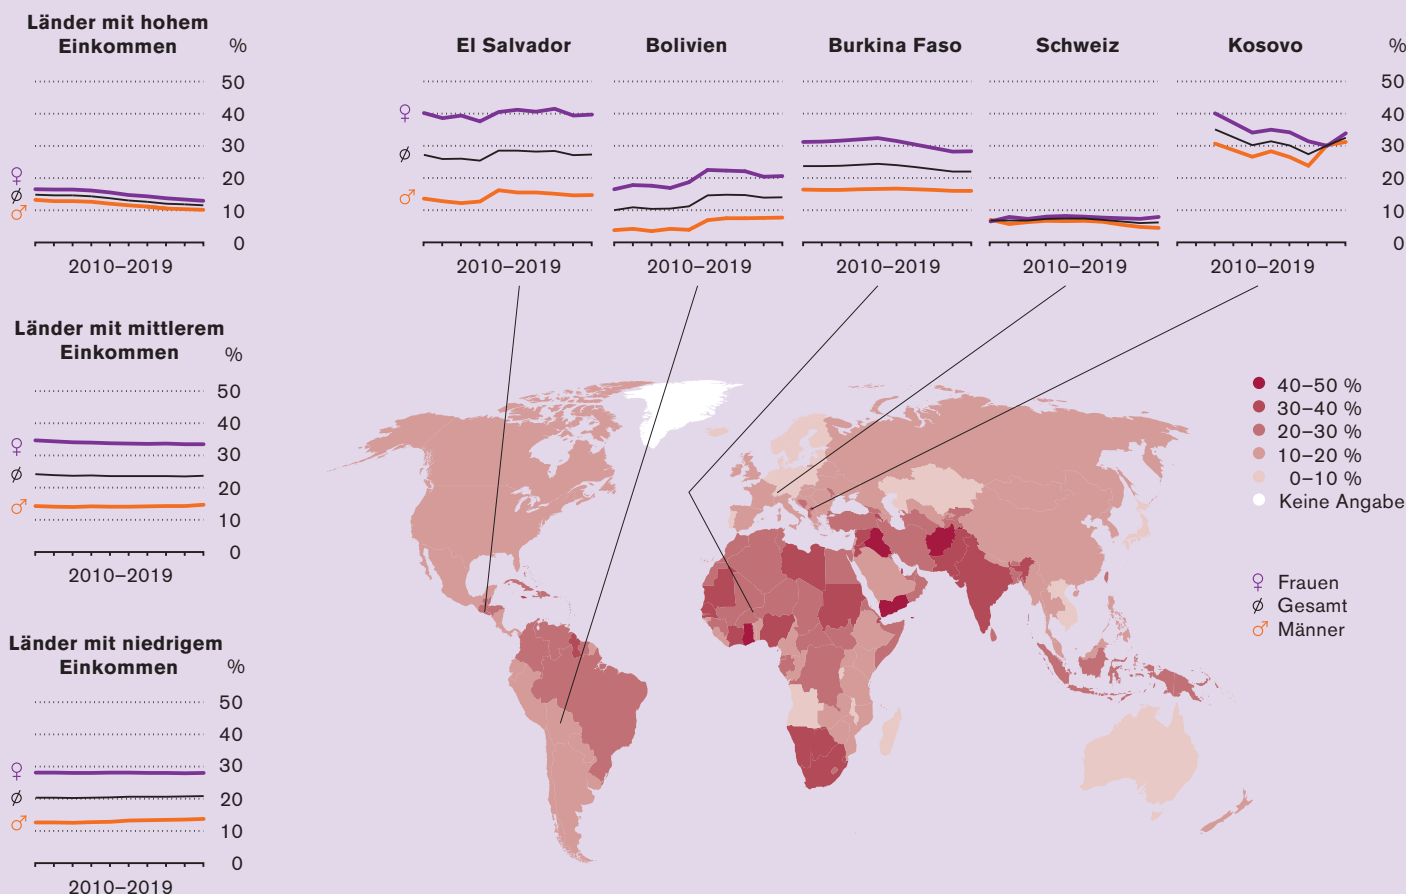 Länder mit hohem
Einkommen
%
50
40
30
20
10
0
♀
ø
♂
2010–2019
El Salvador
Bolivien
Burkina Faso
Schweiz
Kosovo
%
50
40
30
20
10
0
♀
ø
♂
2010–2019
2010–2019
2010–2019
2010–2019
2010–2019
Länder mit mittlerem
Einkommen
%
50
40
30
20
10
0
♀
ø
♂
2010–2019
Länder mit niedrigem
Einkommen
%
50
40
30
20
10
0
♀
ø
♂
2010–2019
40–50 %
30–40 %
20–30 %
10–20 %
0–10 %
Keine Angabe
♀ Frauen
ø Gesamt
♂ Männer